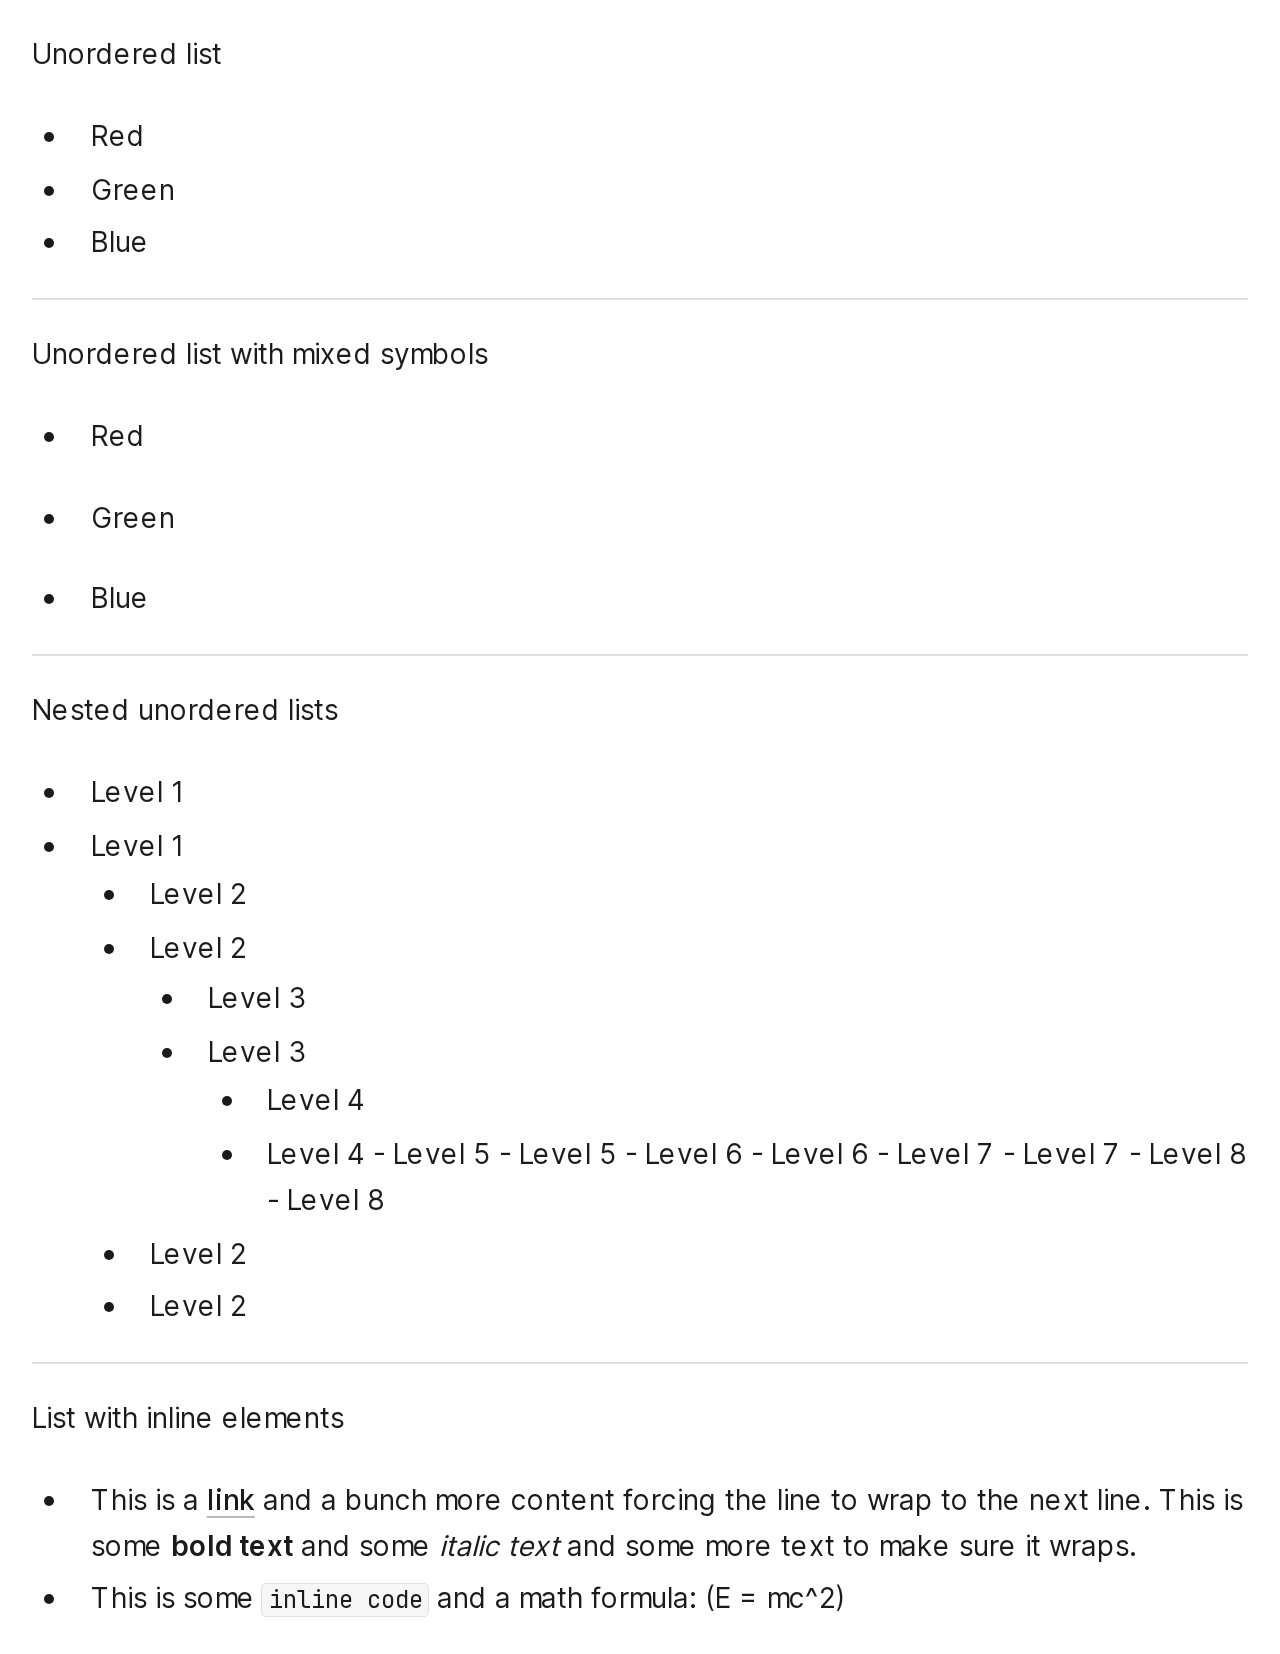 Unordered list
• Red
• Green
• Blue
Unordered list with mixed symbols
• Red
• Green
• Blue
Nested unordered lists
• Level 1
• Level 1
• Level 2
• Level 2
• Level 3
• Level 3
• Level 4
• Level 4 - Level 5 - Level 5 - Level 6 - Level 6 - Level 7 - Level 7 - Level 8
- Level 8
• Level 2
• Level 2
List with inline elements
• This is a link and a bunch more content forcing the line to wrap to the next line. This is
some bold text and some italic text and some more text to make sure it wraps.
• This is some inline code and a math formula: (E = mc^2)